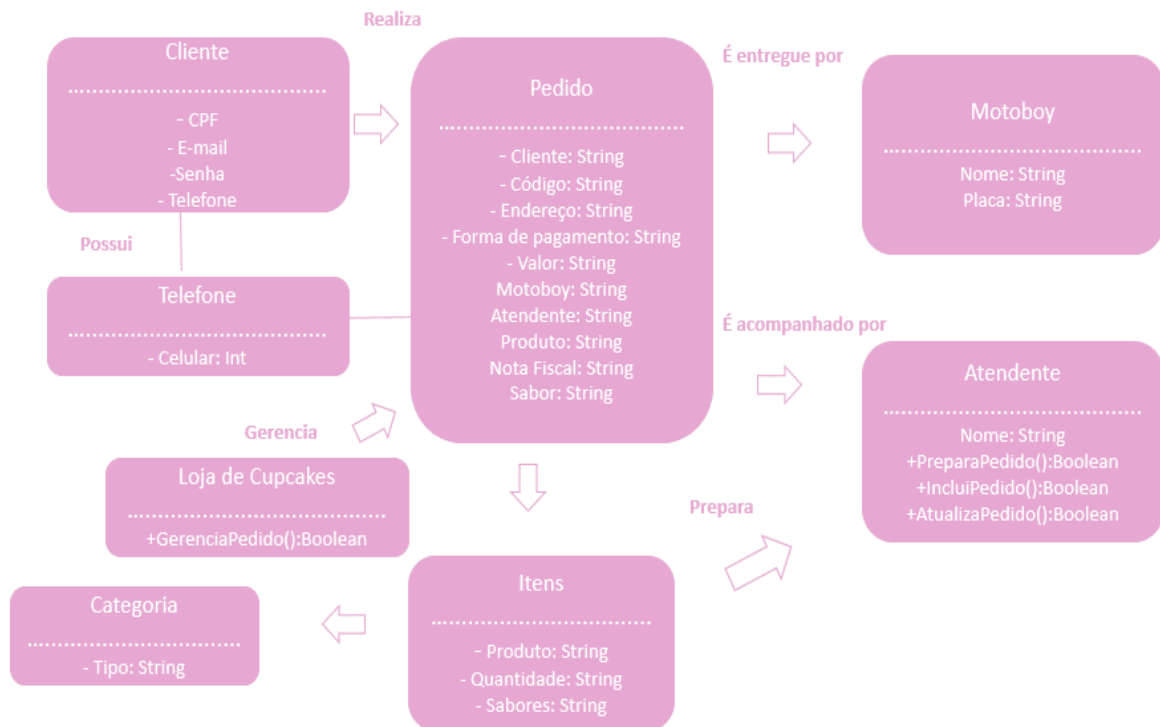 Realiza
Cliente
- CPF
- E-mail
-Senha
- Telefone
Possui
Telefone
- Celular: Int
Pedido
- Cliente: String
- Código: String
- Endereço: String
- Forma de pagamento: String
- Valor: String
Motoboy: String
Atendente: String
Produto: String
Nota Fiscal: String
Sabor: String
É entregue por
Motoboy
Nome: String
Placa: String
É acompanhado por
Atendente
Nome: String
+PreparaPedido():Boolean
+IncluiPedido():Boolean
+AtualizaPedido():Boolean
Gerencia
Loja de Cupcakes
+GerenciaPedido():Boolean
Prepara
Itens
- Produto: String
- Quantidade: String
- Sabores: String
Categoria
- Tipo: String